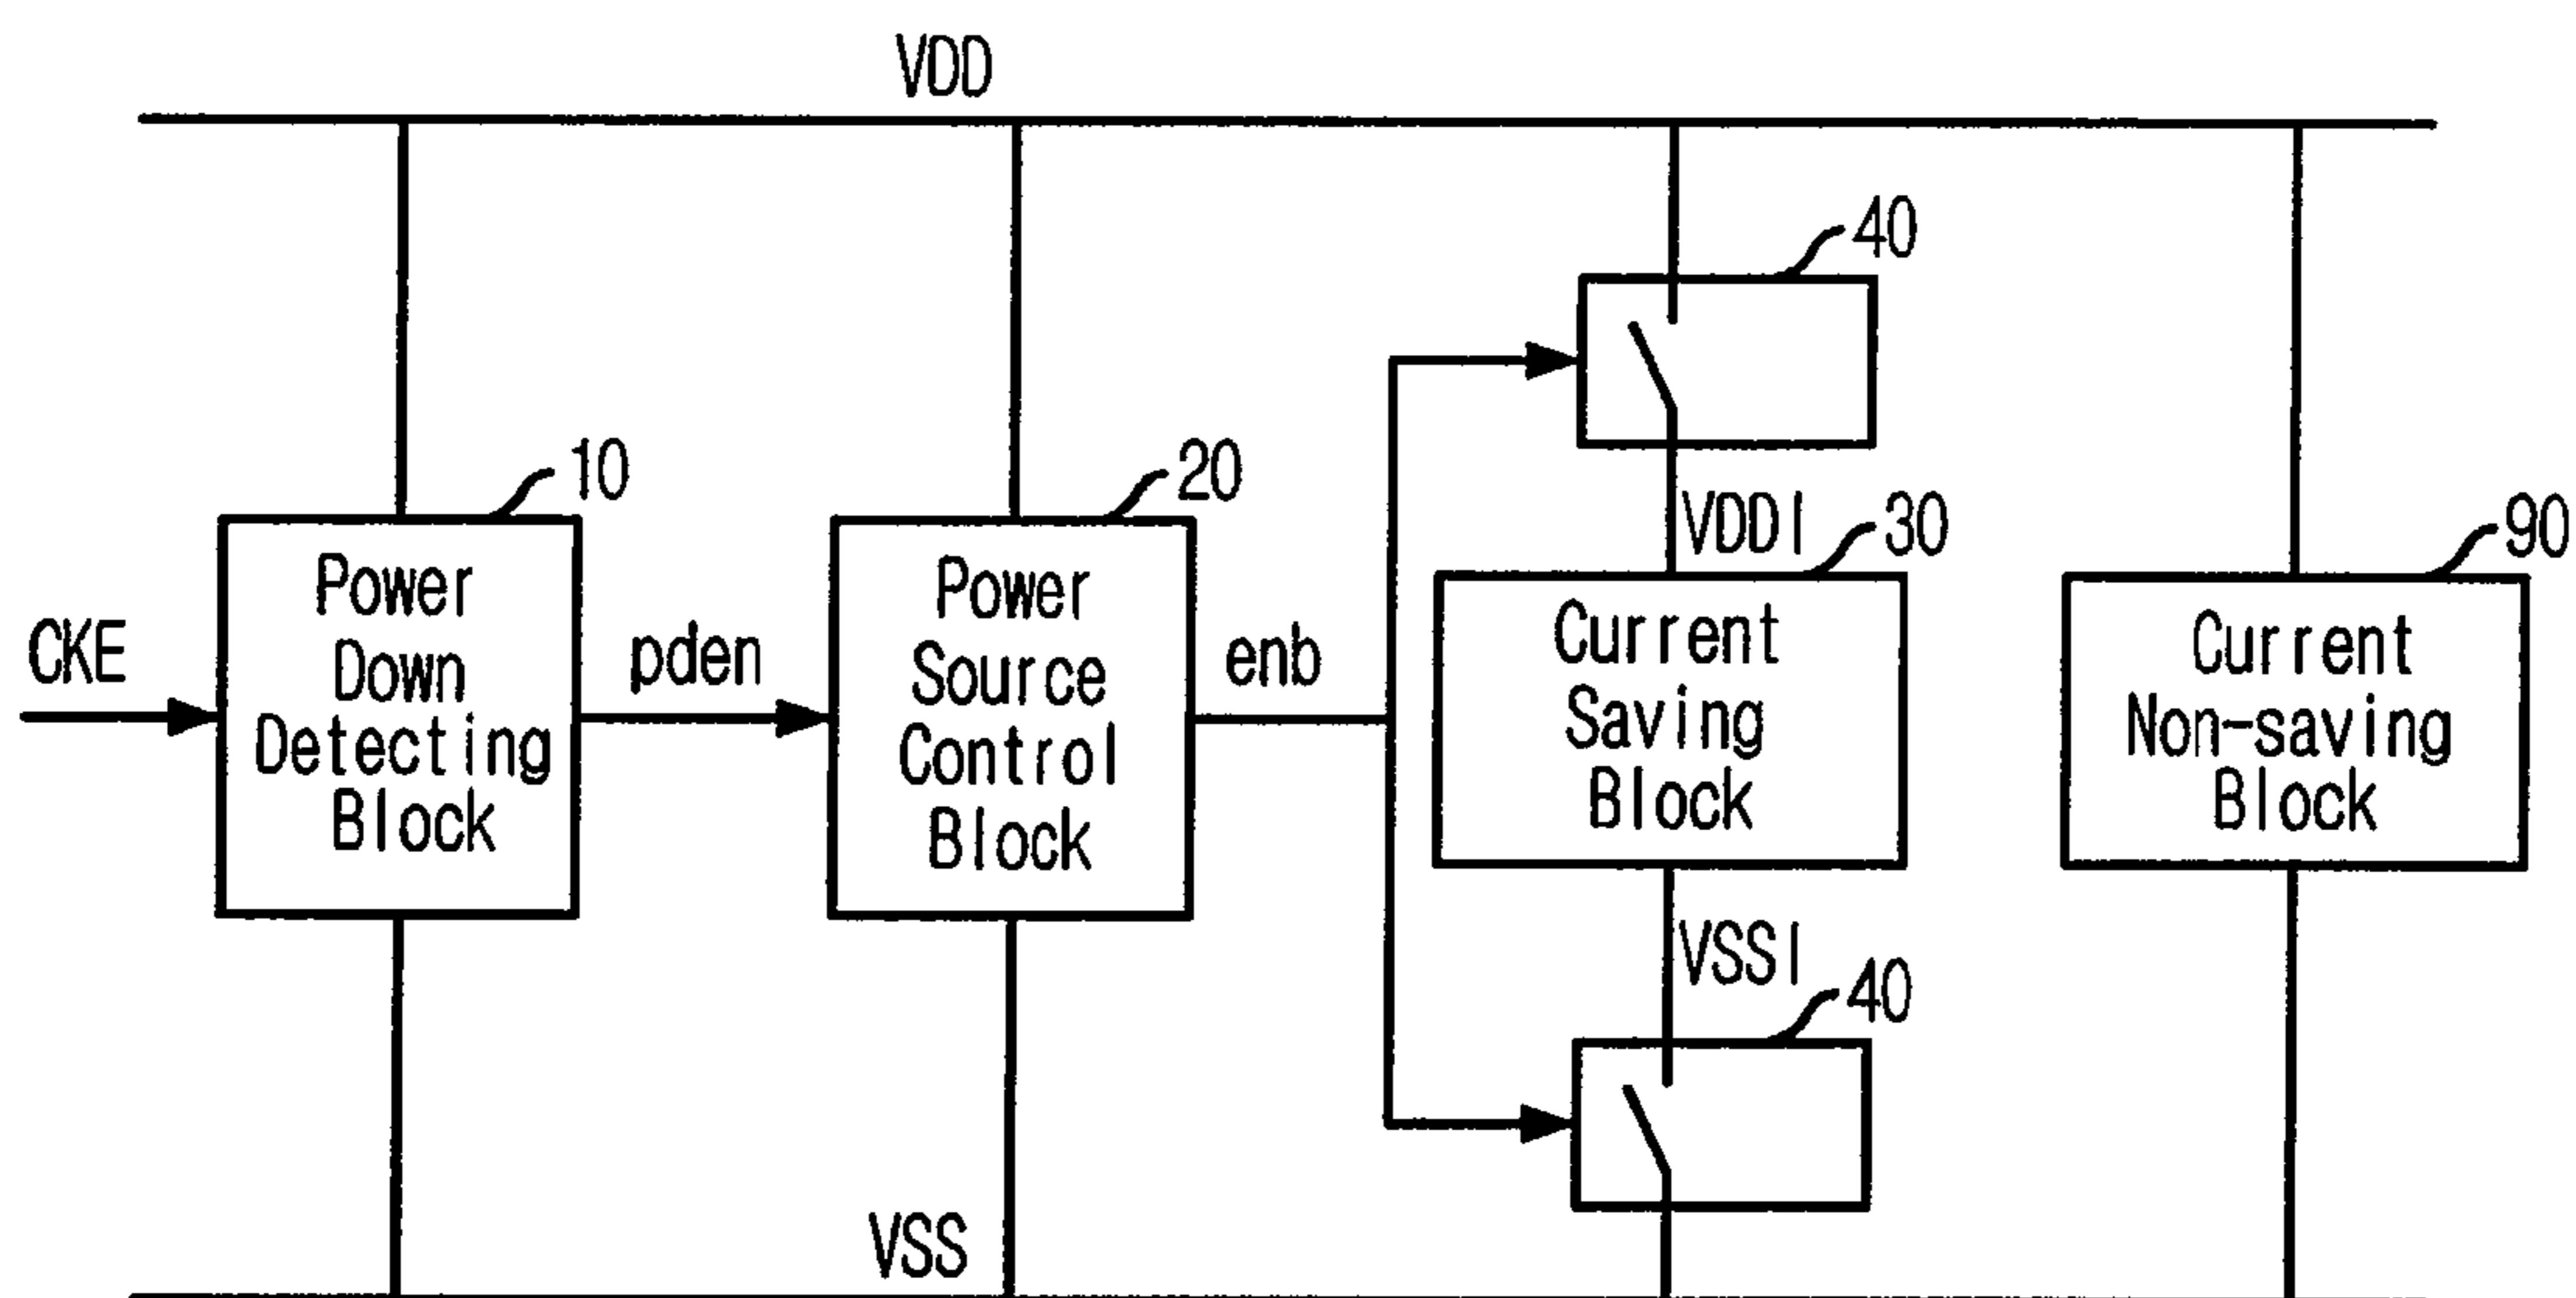 VDD
40
10
20
VDDI
30
90
Power
Down
Detecting
Block
Power
Source
Control
Block
Current
Saving
Block
Current
Non-saving
Block
CKE
pden
enb
VSSI
40
VSS